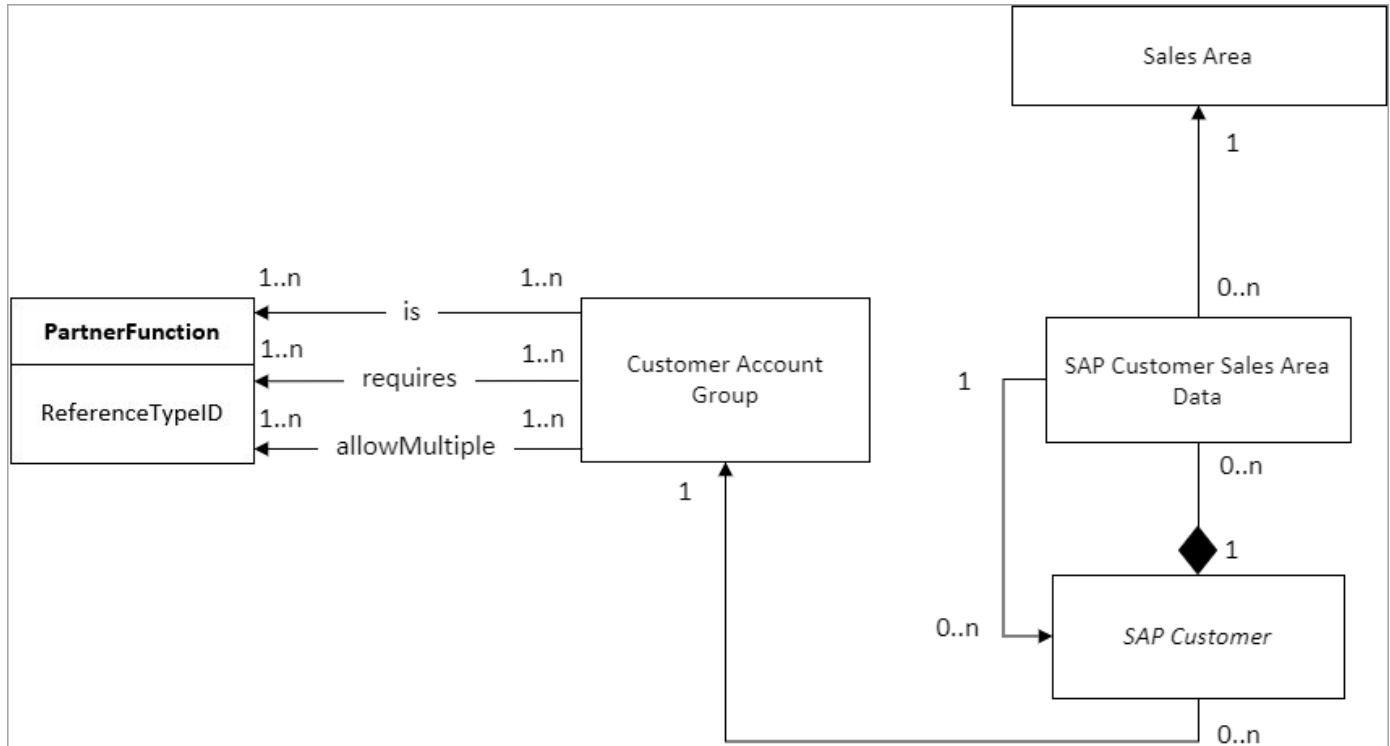 Sales Area
1
0..n
1..n
1..n
is
PartnerFunction
1..n
1..n
requires
ReferenceTypeID
1..n
1..n
allowMultiple
Customer Account
Group
SAP Customer Sales Area
Data
1
0..n
1
0..n
SAP Customer
1
0..n